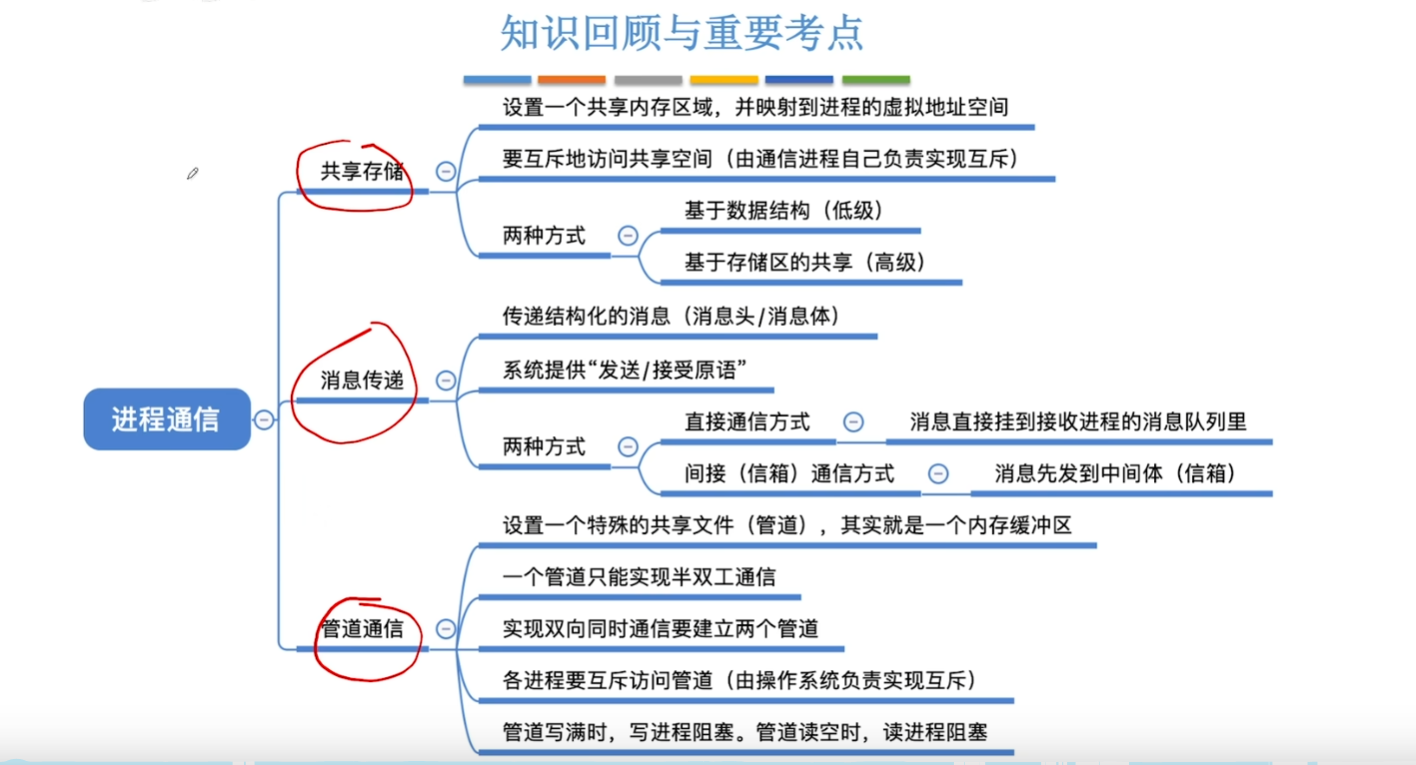 知识回顾与重要考点
进程通信
共享存储
设置一个共享内存区域，并映射到进程的虚拟地址空间
要互斥地访问共享空间（由通信进程自己负责实现互斥）
两种方式
基于数据结构（低级）
基于存储区的共享（高级）
消息传递
传递结构化的消息（消息头/消息体）
系统提供“发送/接受原语”
两种方式
直接通信方式
消息直接挂到接收进程的消息队列里
间接（信箱）通信方式
消息先发到中间体（信箱）
管道通信
设置一个特殊的共享文件（管道），其实就是一个内存缓冲区
一个管道只能实现半双工通信
实现双向同时通信要建立两个管道
各进程要互斥访问管道（由操作系统负责实现互斥）
管道写满时，写进程阻塞。管道读空时，读进程阻塞